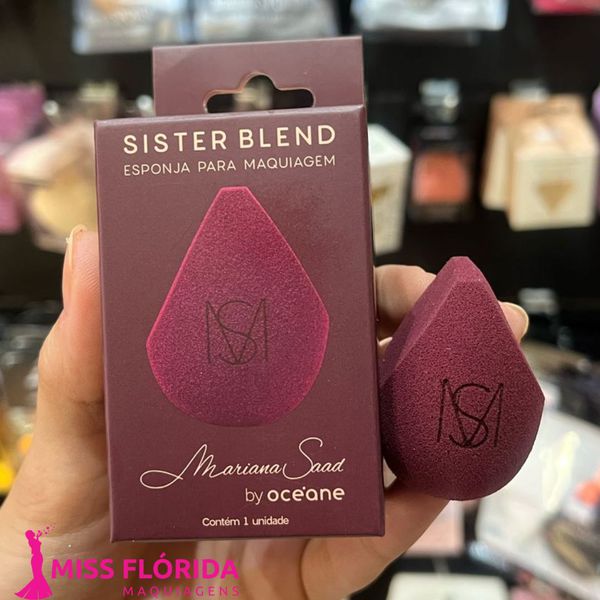 SISTER BLEND
ESPONJA PARA MAQUIAGEM
MS
Mariana Saad
by océane
Contém 1 unidade
MS
MISS FLÓRIDA
MAQUIAGENS